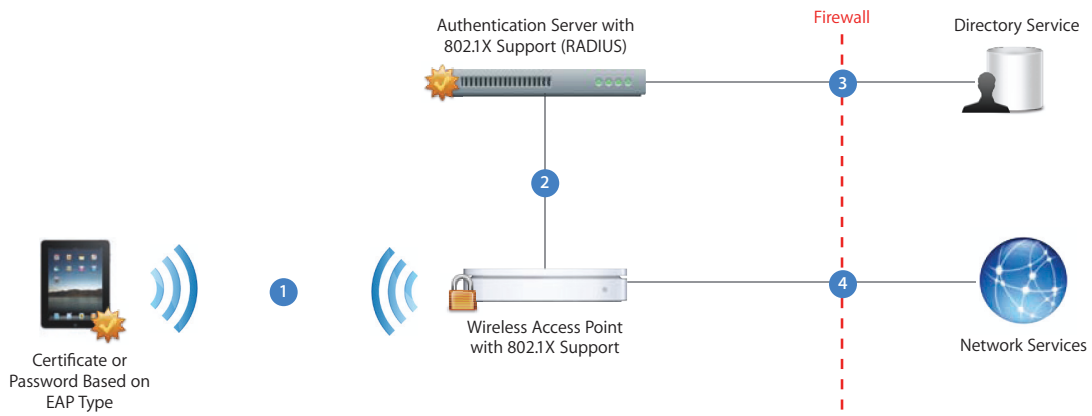 Authentication Server with
802.1X Support (RADIUS)
Firewall
Directory Service
3
2
1
4
Wireless Access Point
with 802.1X Support
Network Services
Certificate or
Password Based on
EAP Type